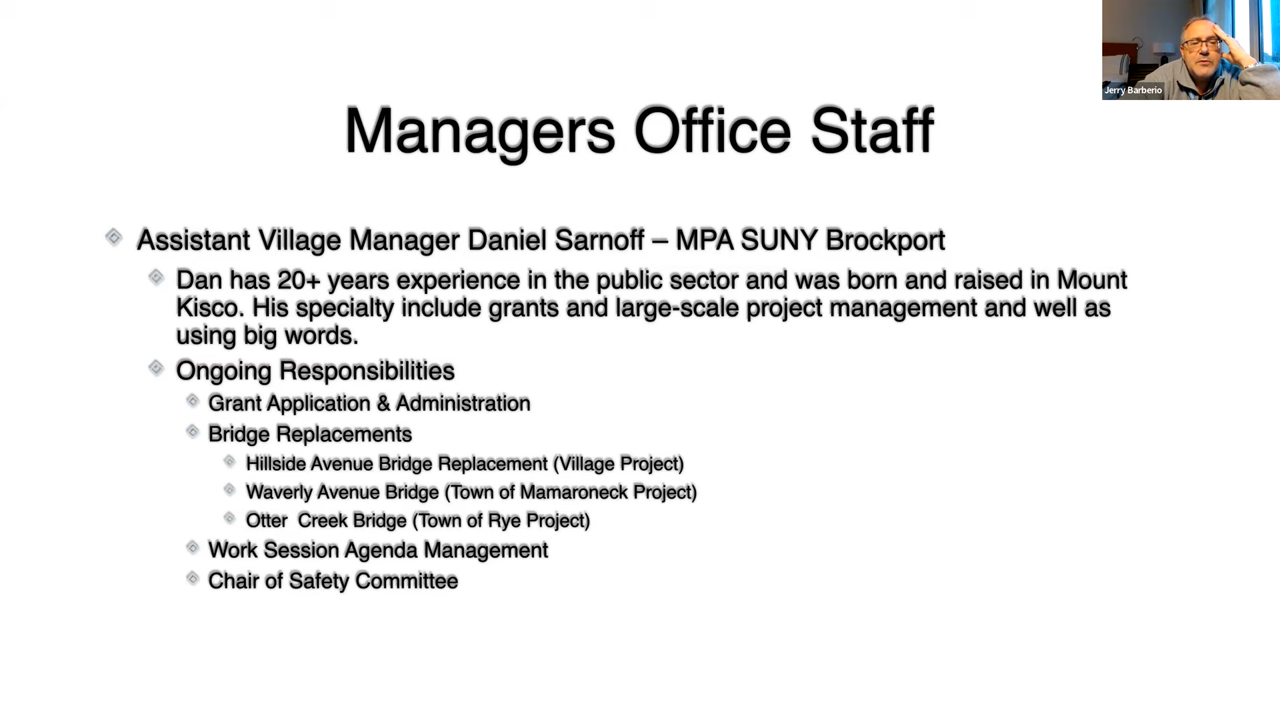 Jerry Barberio
Managers Office Staff
Assistant Village Manager Daniel Sarnoff – MPA SUNY Brockport
Dan has 20+ years experience in the public sector and was born and raised in Mount
Kisco. His specialty include grants and large-scale project management and well as
using big words.
Ongoing Responsibilities
Grant Application & Administration
Bridge Replacements
Hillside Avenue Bridge Replacement (Village Project)
Waverly Avenue Bridge (Town of Mamaroneck Project)
Otter  Creek Bridge (Town of Rye Project)
Work Session Agenda Management
Chair of Safety Committee